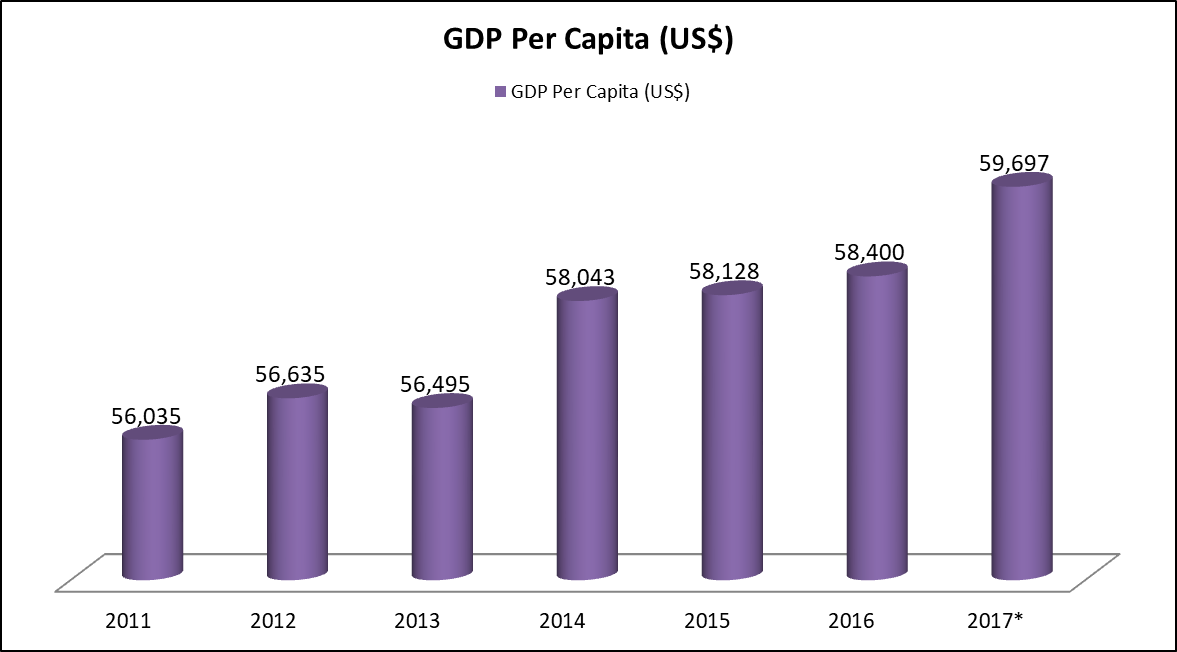 GDP Per Capita (US$)
GDP Per Capita (US$)
59,697
58,400
58,128
58,043
56,635
56,495
56,035
2011 2012 2013 2014 2015 2016 2017*